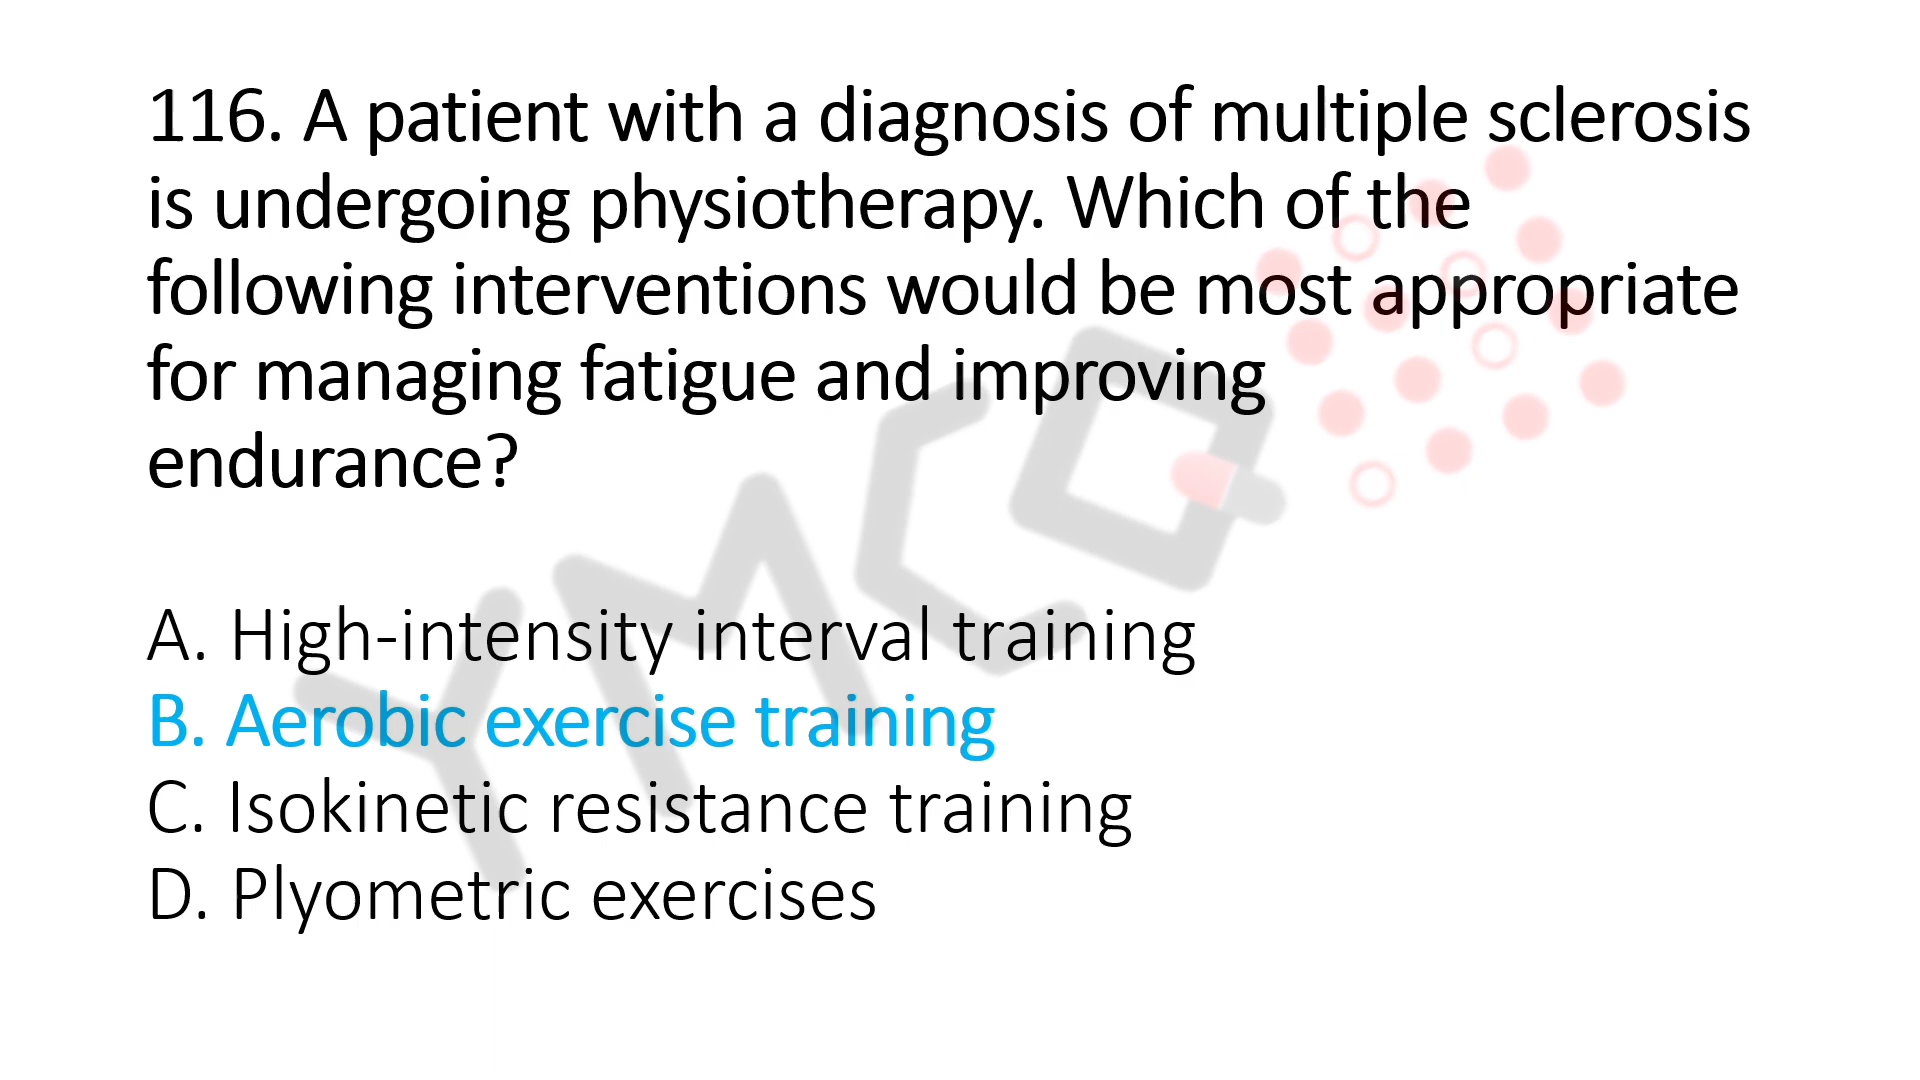 116. A patient with a diagnosis of multiple sclerosis
is undergoing physiotherapy. Which of the
following interventions would be most appropriate
for managing fatigue and improving
endurance?
A. High-intensity interval training
B. Aerobic exercise training
C. Isokinetic resistance training
D. Plyometric exercises
YMCQ